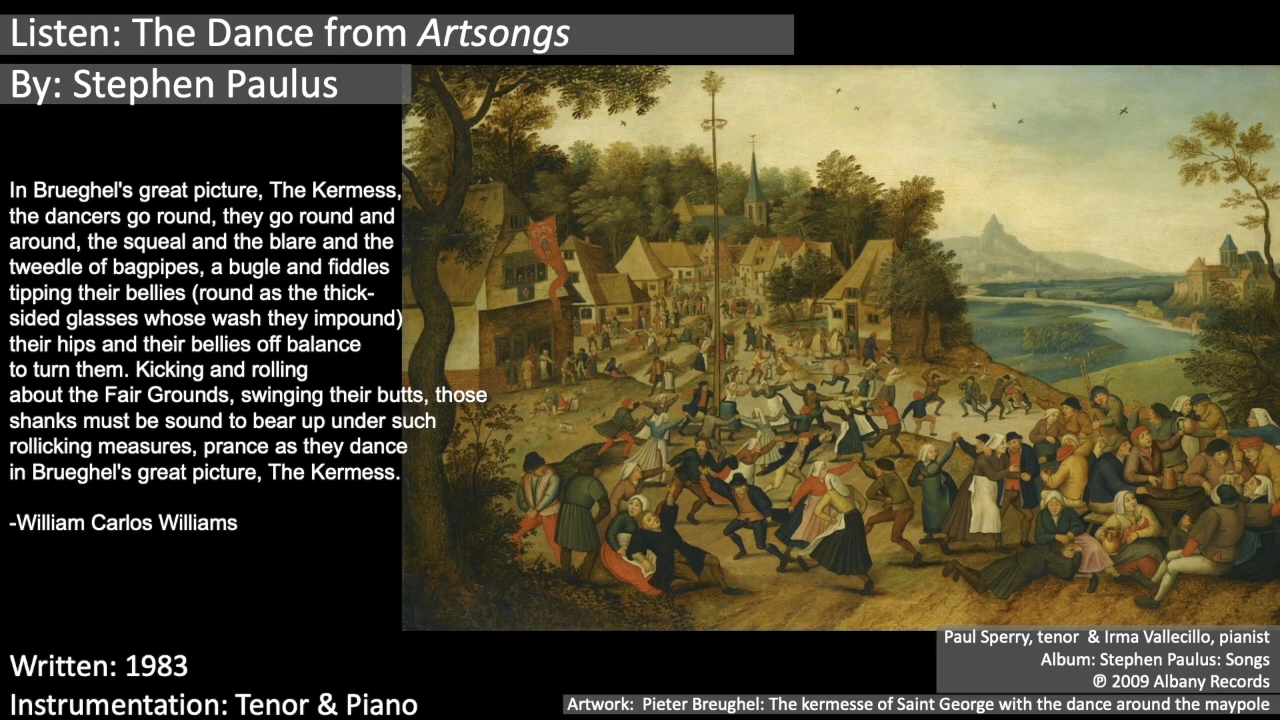 Listen: The Dance from Artsongs
By: Stephen Paulus
In Brueghel's great picture, The Kermess,
the dancers go round, they go round and
around, the squeal and the blare and the
tweedle of bagpipes, a bugle and fiddles
tipping their bellies (round as the thick-
sided glasses whose wash they impound)
their hips and their bellies off balance
to turn them. Kicking and rolling
about the Fair Grounds, swinging their butts, those
shanks must be sound to bear up under such
rollicking measures, prance as they dance
in Brueghel's great picture, The Kermess.
-William Carlos Williams
Written: 1983
Instrumentation: Tenor & Piano
Paul Sperry, tenor & Irma Vallecillo, pianist
Album: Stephen Paulus: Songs
℗ 2009 Albany Records
Artwork: Pieter Breughel: The kermesse of Saint George with the dance around the maypole